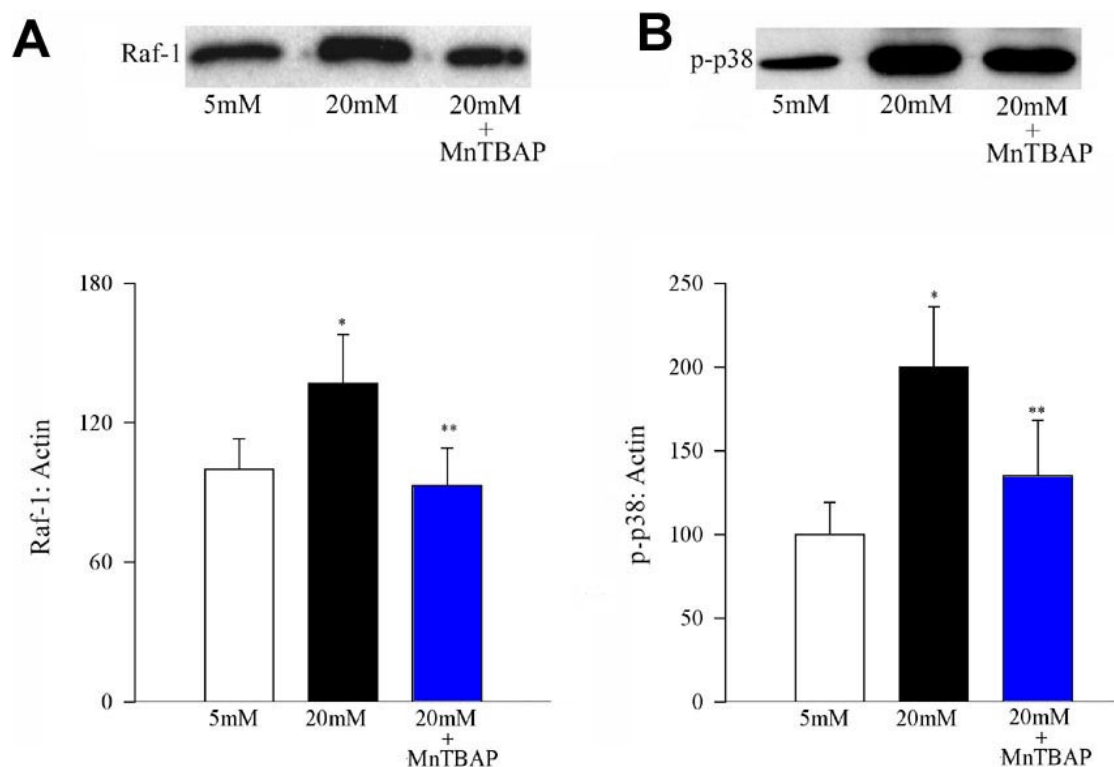 A
Raf-1
5mM 20mM 20mM
+
MnTBAP
B
p-p38
5mM 20mM 20mM
+
MnTBAP
Raf-1: Actin
180
120
60
0
*
**
5mM 20mM 20mM
+
MnTBAP
p-p38: Actin
250
200
150
100
50
0
*
**
5mM 20mM 20mM
+
MnTBAP